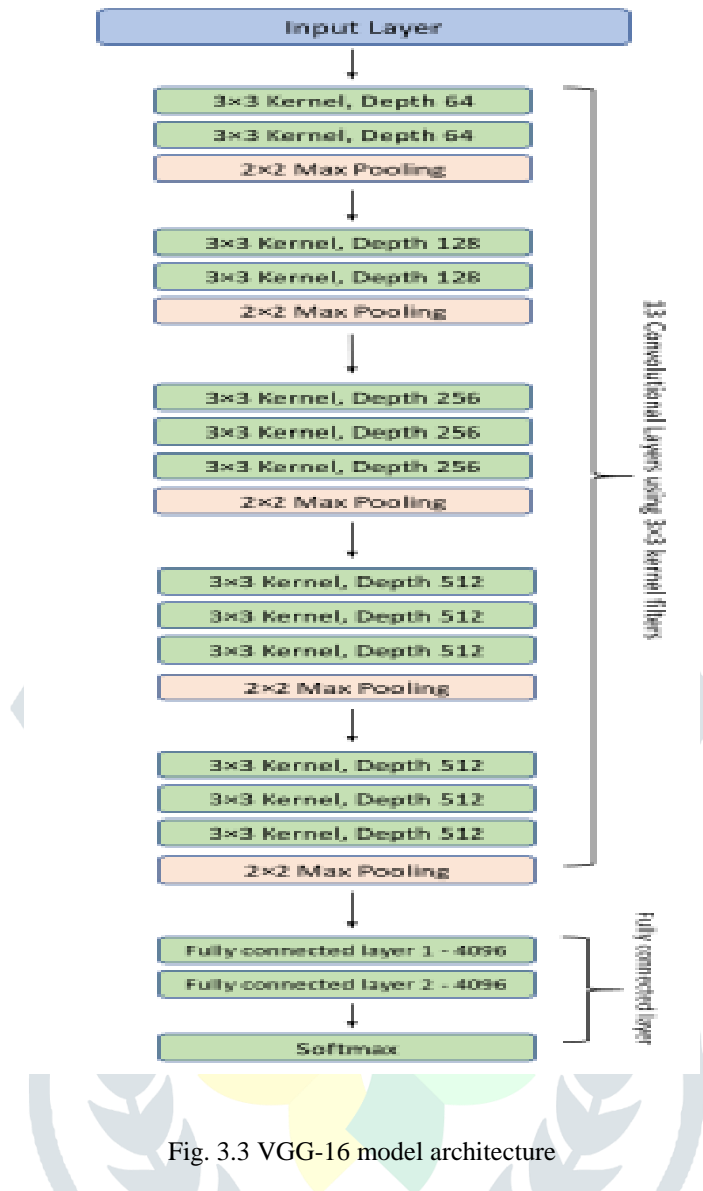 Input Layer
3×3 Kernel, Depth 64
3×3 Kernel, Depth 64
2×2 Max Pooling
3×3 Kernel, Depth 128
3×3 Kernel, Depth 128
2×2 Max Pooling
3×3 Kernel, Depth 256
3×3 Kernel, Depth 256
3×3 Kernel, Depth 256
2×2 Max Pooling
3×3 Kernel, Depth 512
3×3 Kernel, Depth 512
3×3 Kernel, Depth 512
2×2 Max Pooling
3×3 Kernel, Depth 512
3×3 Kernel, Depth 512
3×3 Kernel, Depth 512
2×2 Max Pooling
13 Convolutional Layers using 3×3 kernel filters
Fully connected layer 1 - 4096
Fully connected layer 2 - 4096
Softmax
Fully connected layer
Fig. 3.3 VGG-16 model architecture